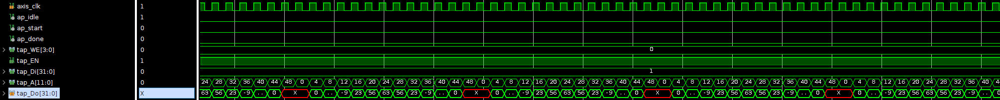 axis_clk 1
ap_idle 1
ap_start 0
ap_done 0
tap_WE[3:0] 0 0
tap_EN 1
tap_Di[31:0] 0 1
tap_A[11:0] 0 24 28 32 36 40 44 48 0 4 8 12 16 20 24 28 32 36 40 44 48 0 4 8 12 16 20 24 28 32 36 40 44 48 0 4 8 12 16 20 24 28 32 36 40 44 48 0 4 8 12 16 20 24 28 32 36 40 4
tap_Do[31:0] X 63 56 23 -9 .. 0 X 0 .. -9 23 56 63 56 23 -9 .. 0 X 0 .. -9 23 56 63 56 23 -9 .. 0 X 0 .. -9 23 56 63 56 23 -9 .. 0 X 0 .. -9 23 56 63 56 23 -9 .. 0